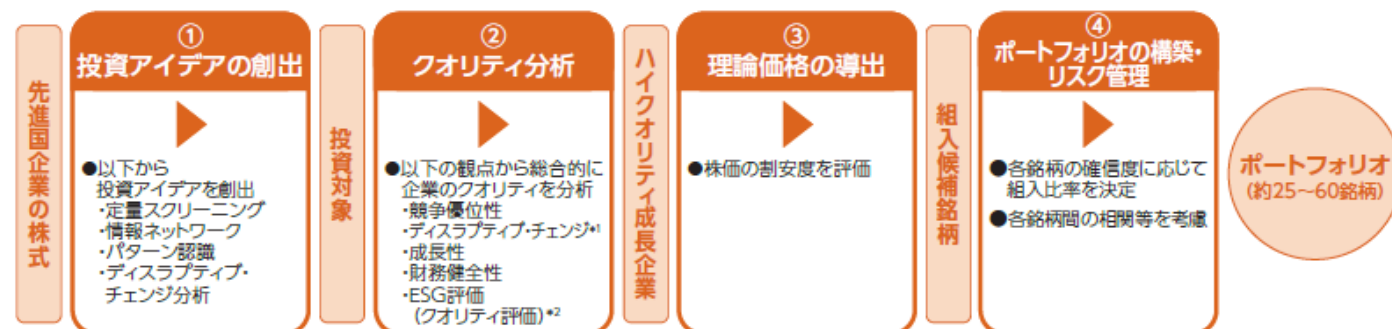 先進国企業の株式
①
投資アイデアの創出
●以下から
投資アイデアを創出
・定量スクリーニング
・情報ネットワーク
・パターン認識
・ディスラプティブ・
チェンジ分析
投資対象
②
クオリティ分析
●以下の観点から総合的に
企業のクオリティを分析
・競争優位性
・ディスラプティブ・チェンジ*1
・成長性
・財務健全性
・ESG評価
（クオリティ評価）*2
ハイクオリティ成長企業
③
理論価格の導出
●株価の割安度を評価
組入候補銘柄
④
ポートフォリオの構築・
リスク管理
●各銘柄の確信度に応じて
組入比率を決定
●各銘柄間の相関等を考慮
ポートフォリオ
(約25～60銘柄)